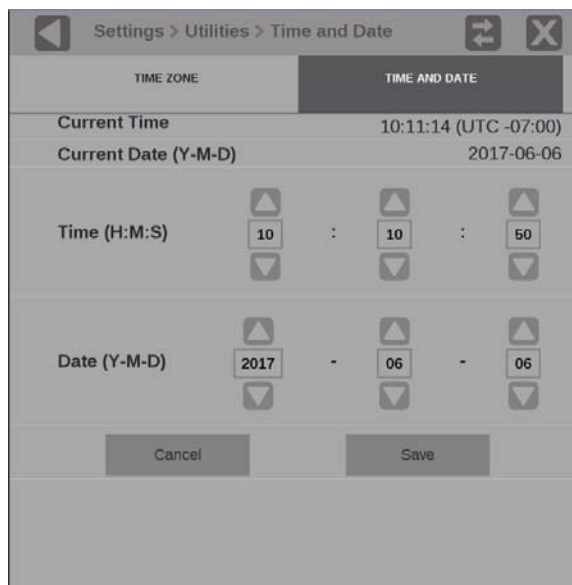 Settings > Utilities > Time and Date
TIME ZONE TIME AND DATE
Current Time 10:11:14 (UTC -07:00)
Current Date (Y-M-D) 2017-06-06
Time (H:M:S) 10 : 10 : 50
Date (Y-M-D) 2017 - 06 - 06
Cancel Save